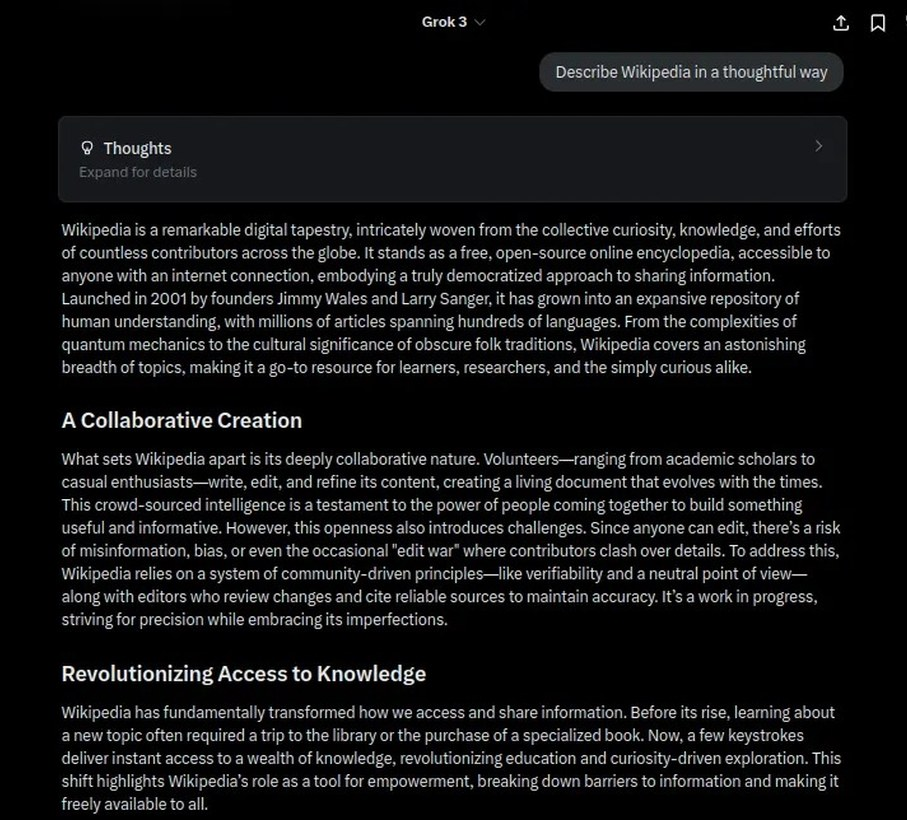 Grok 3
Describe Wikipedia in a thoughtful way
Thoughts
Expand for details
Wikipedia is a remarkable digital tapestry, intricately woven from the collective curiosity, knowledge, and efforts
of countless contributors across the globe. It stands as a free, open-source online encyclopedia, accessible to
anyone with an internet connection, embodying a truly democratized approach to sharing information.
Launched in 2001 by founders Jimmy Wales and Larry Sanger, it has grown into an expansive repository of
human understanding, with millions of articles spanning hundreds of languages. From the complexities of
quantum mechanics to the cultural significance of obscure folk traditions, Wikipedia covers an astonishing
breadth of topics, making it a go-to resource for learners, researchers, and the simply curious alike.
A Collaborative Creation
What sets Wikipedia apart is its deeply collaborative nature. Volunteers—ranging from academic scholars to
casual enthusiasts—write, edit, and refine its content, creating a living document that evolves with the times.
This crowd-sourced intelligence is a testament to the power of people coming together to build something
useful and informative. However, this openness also introduces challenges. Since anyone can edit, there's a risk
of misinformation, bias, or even the occasional "edit war" where contributors clash over details. To address this,
Wikipedia relies on a system of community-driven principles—like verifiability and a neutral point of view—
along with editors who review changes and cite reliable sources to maintain accuracy. It's a work in progress,
striving for precision while embracing its imperfections.
Revolutionizing Access to Knowledge
Wikipedia has fundamentally transformed how we access and share information. Before its rise, learning about
a new topic often required a trip to the library or the purchase of a specialized book. Now, a few keystrokes
deliver instant access to a wealth of knowledge, revolutionizing education and curiosity-driven exploration. This
shift highlights Wikipedia's role as a tool for empowerment, breaking down barriers to information and making it
freely available to all.